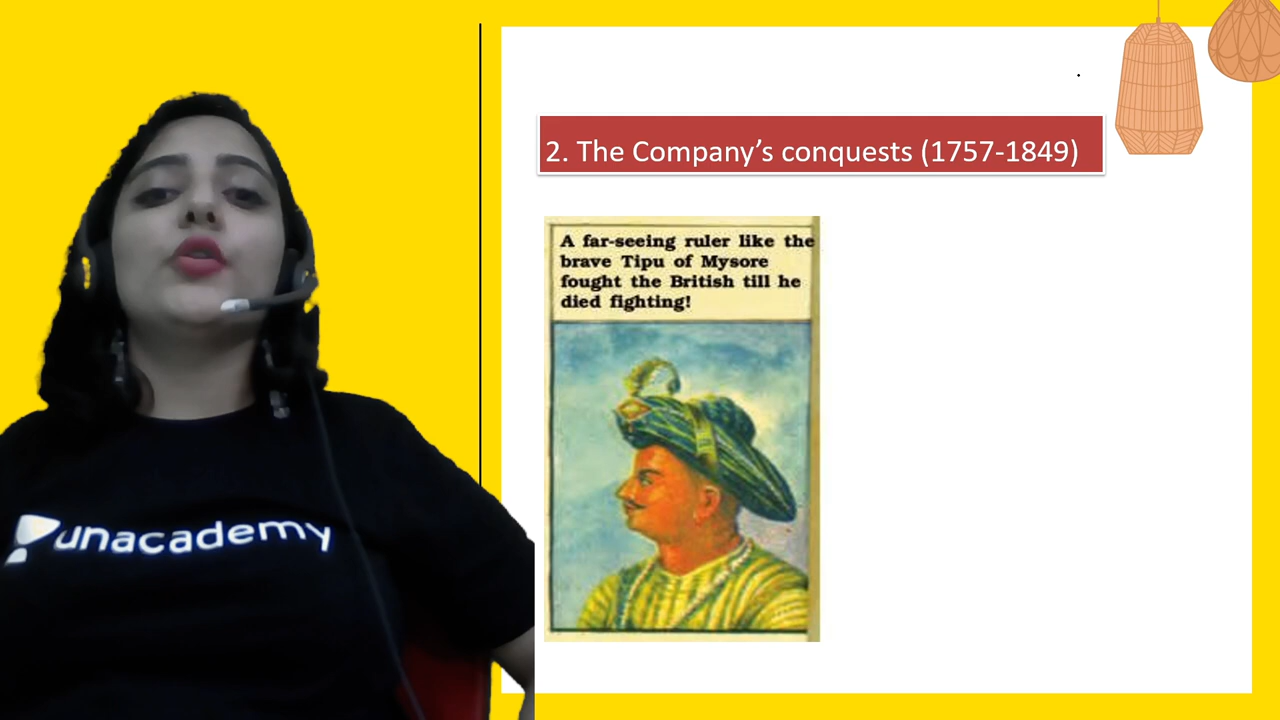 2. The Company’s conquests (1757-1849)
A far-seeing ruler like the
brave Tipu of Mysore
fought the British till he
died fighting!
unacademy